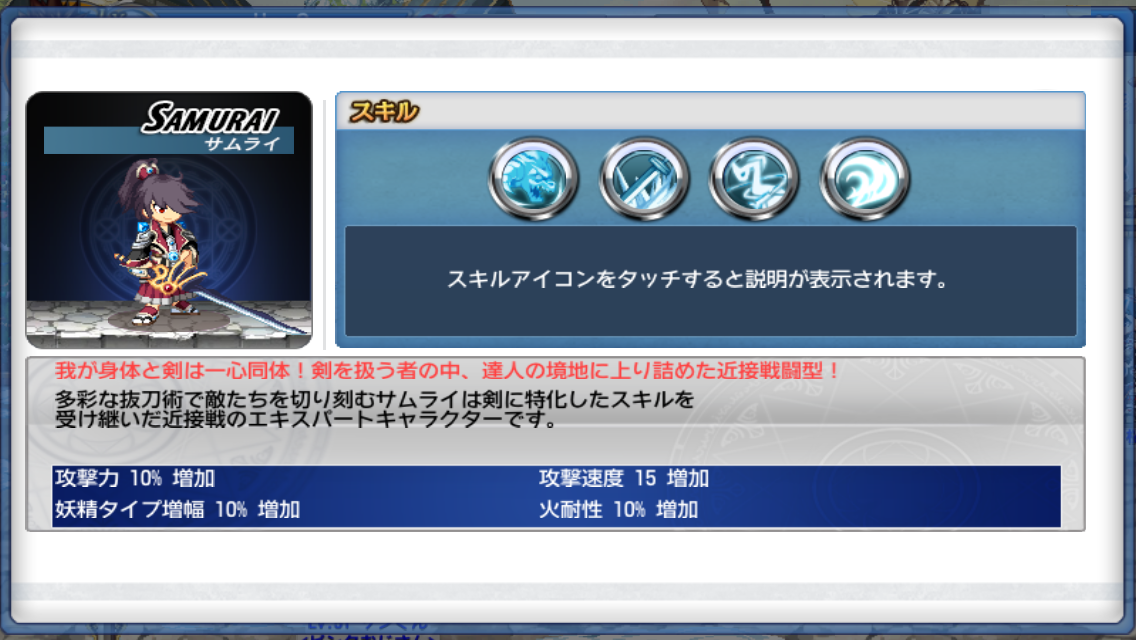 SAMURAI
サムライ
スキル
スキルアイコンをタッチすると説明が表示されます。
我が身体と剣は一心同体！剣を扱う者の中、達人の境地に上り詰めた近接戦闘型！
多彩な抜刀術で敵たちを切り刻むサムライは剣に特化したスキルを
受け継いだ近接戦のエキスパートキャラクターです。
攻撃力 10% 増加
攻撃速度 15 増加
妖精タイプ増幅 10% 増加
火耐性 10% 増加